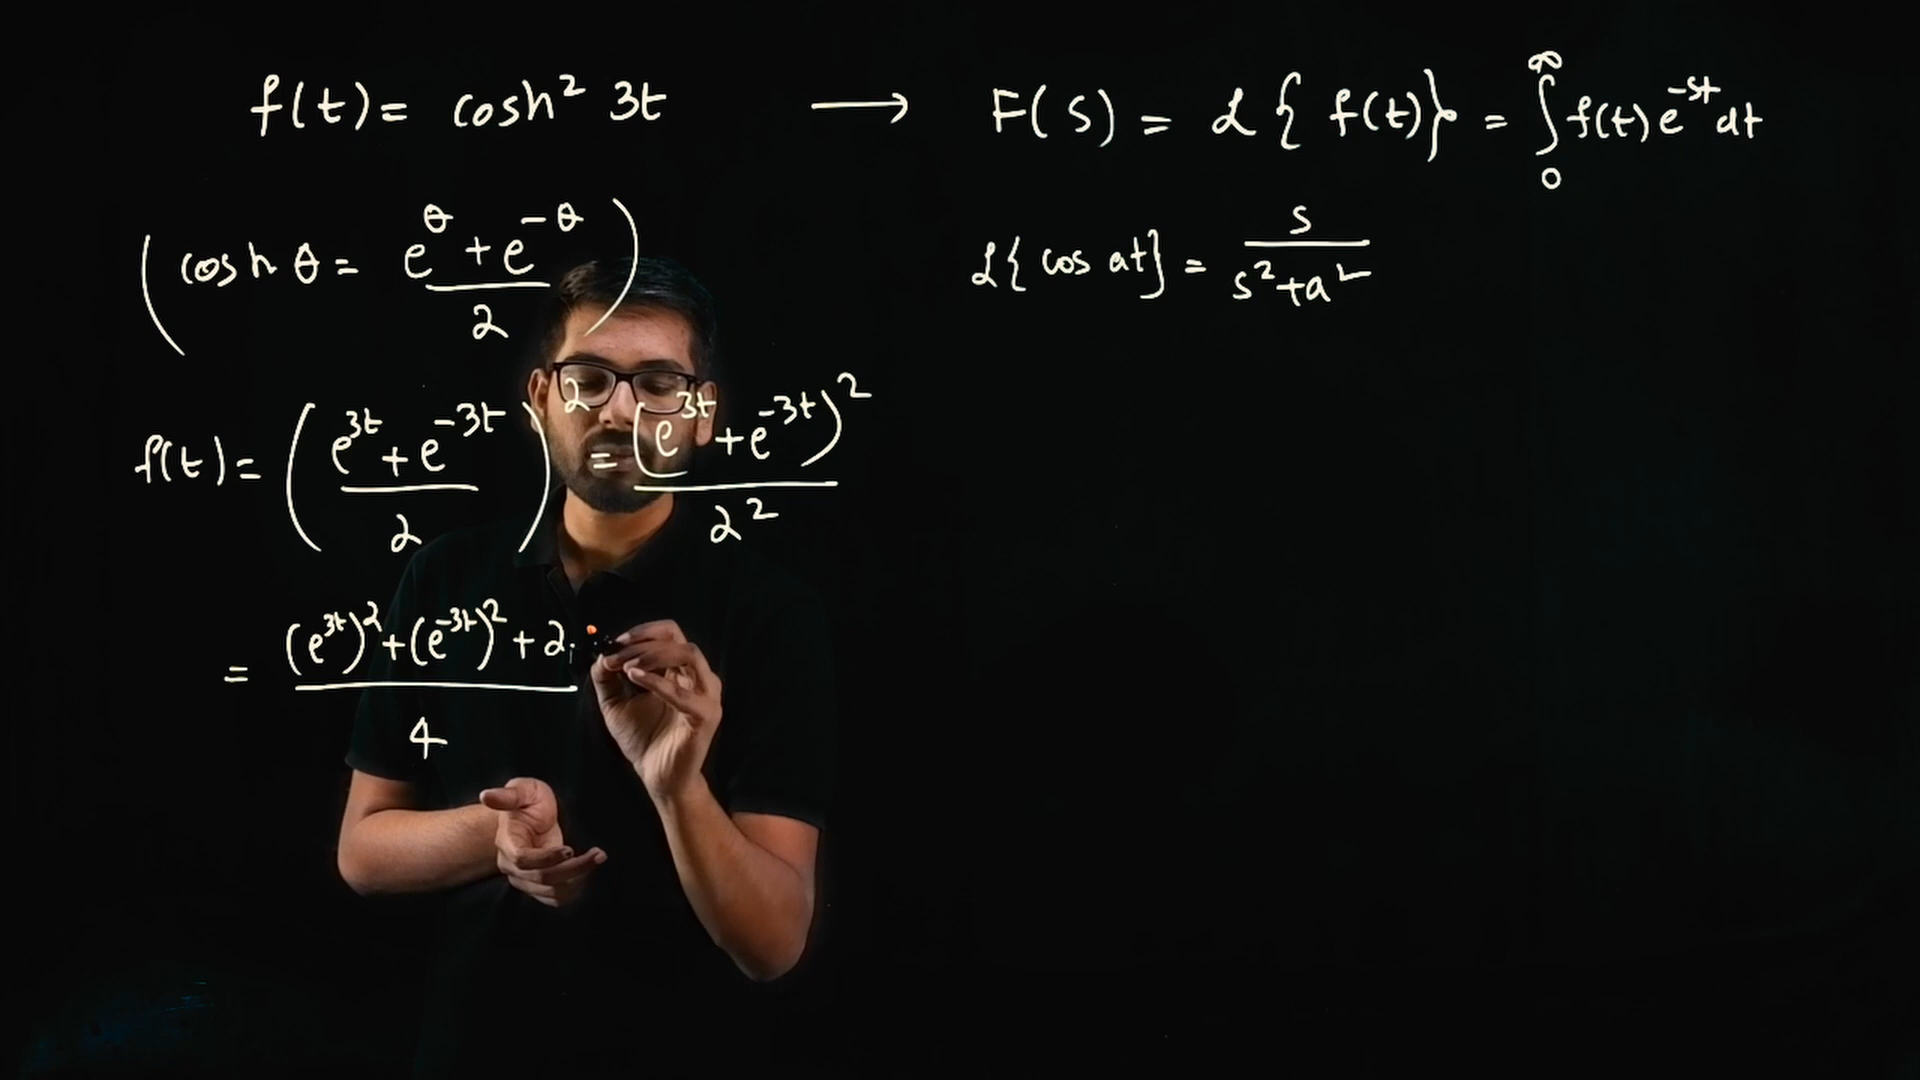 f(t) = cosh² 3t ⟶ F(S) = ℒ{ f(t)} = ∫₀^∞ f(t) e^{-st} dt
(cosh θ = (e^θ + e^{-θ})/2) ℒ{ cos at} = s/(s²+a²)
f(t) = ((e^{3t} + e^{-3t})/2)² = (e^{3t} + e^{-3t})²/2²
= ((e^{3t})² + (e^{-3t})² + 2·)/4